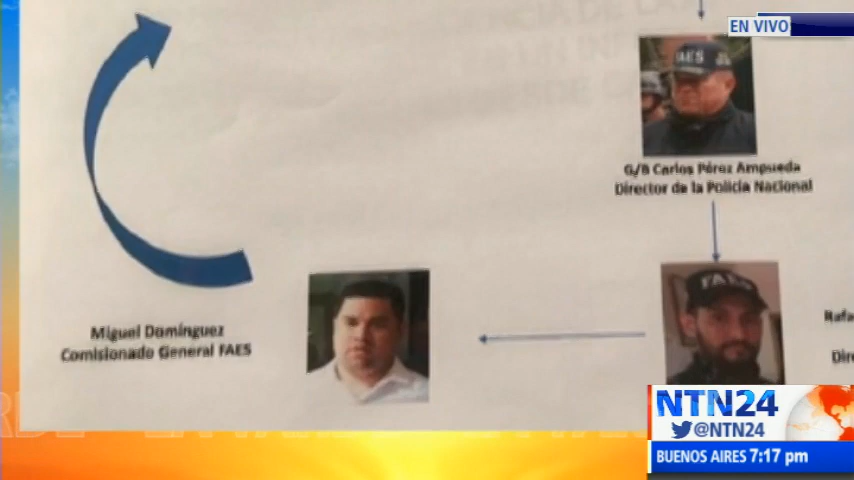 EN VIVO
FAES
G/B Carlos Pérez Ampueda
Director de la Policía Nacional
FAES
Miguel Domínguez
Comisionado General FAES
NTN24
@NTN24
BUENOS AIRES 7:17 pm